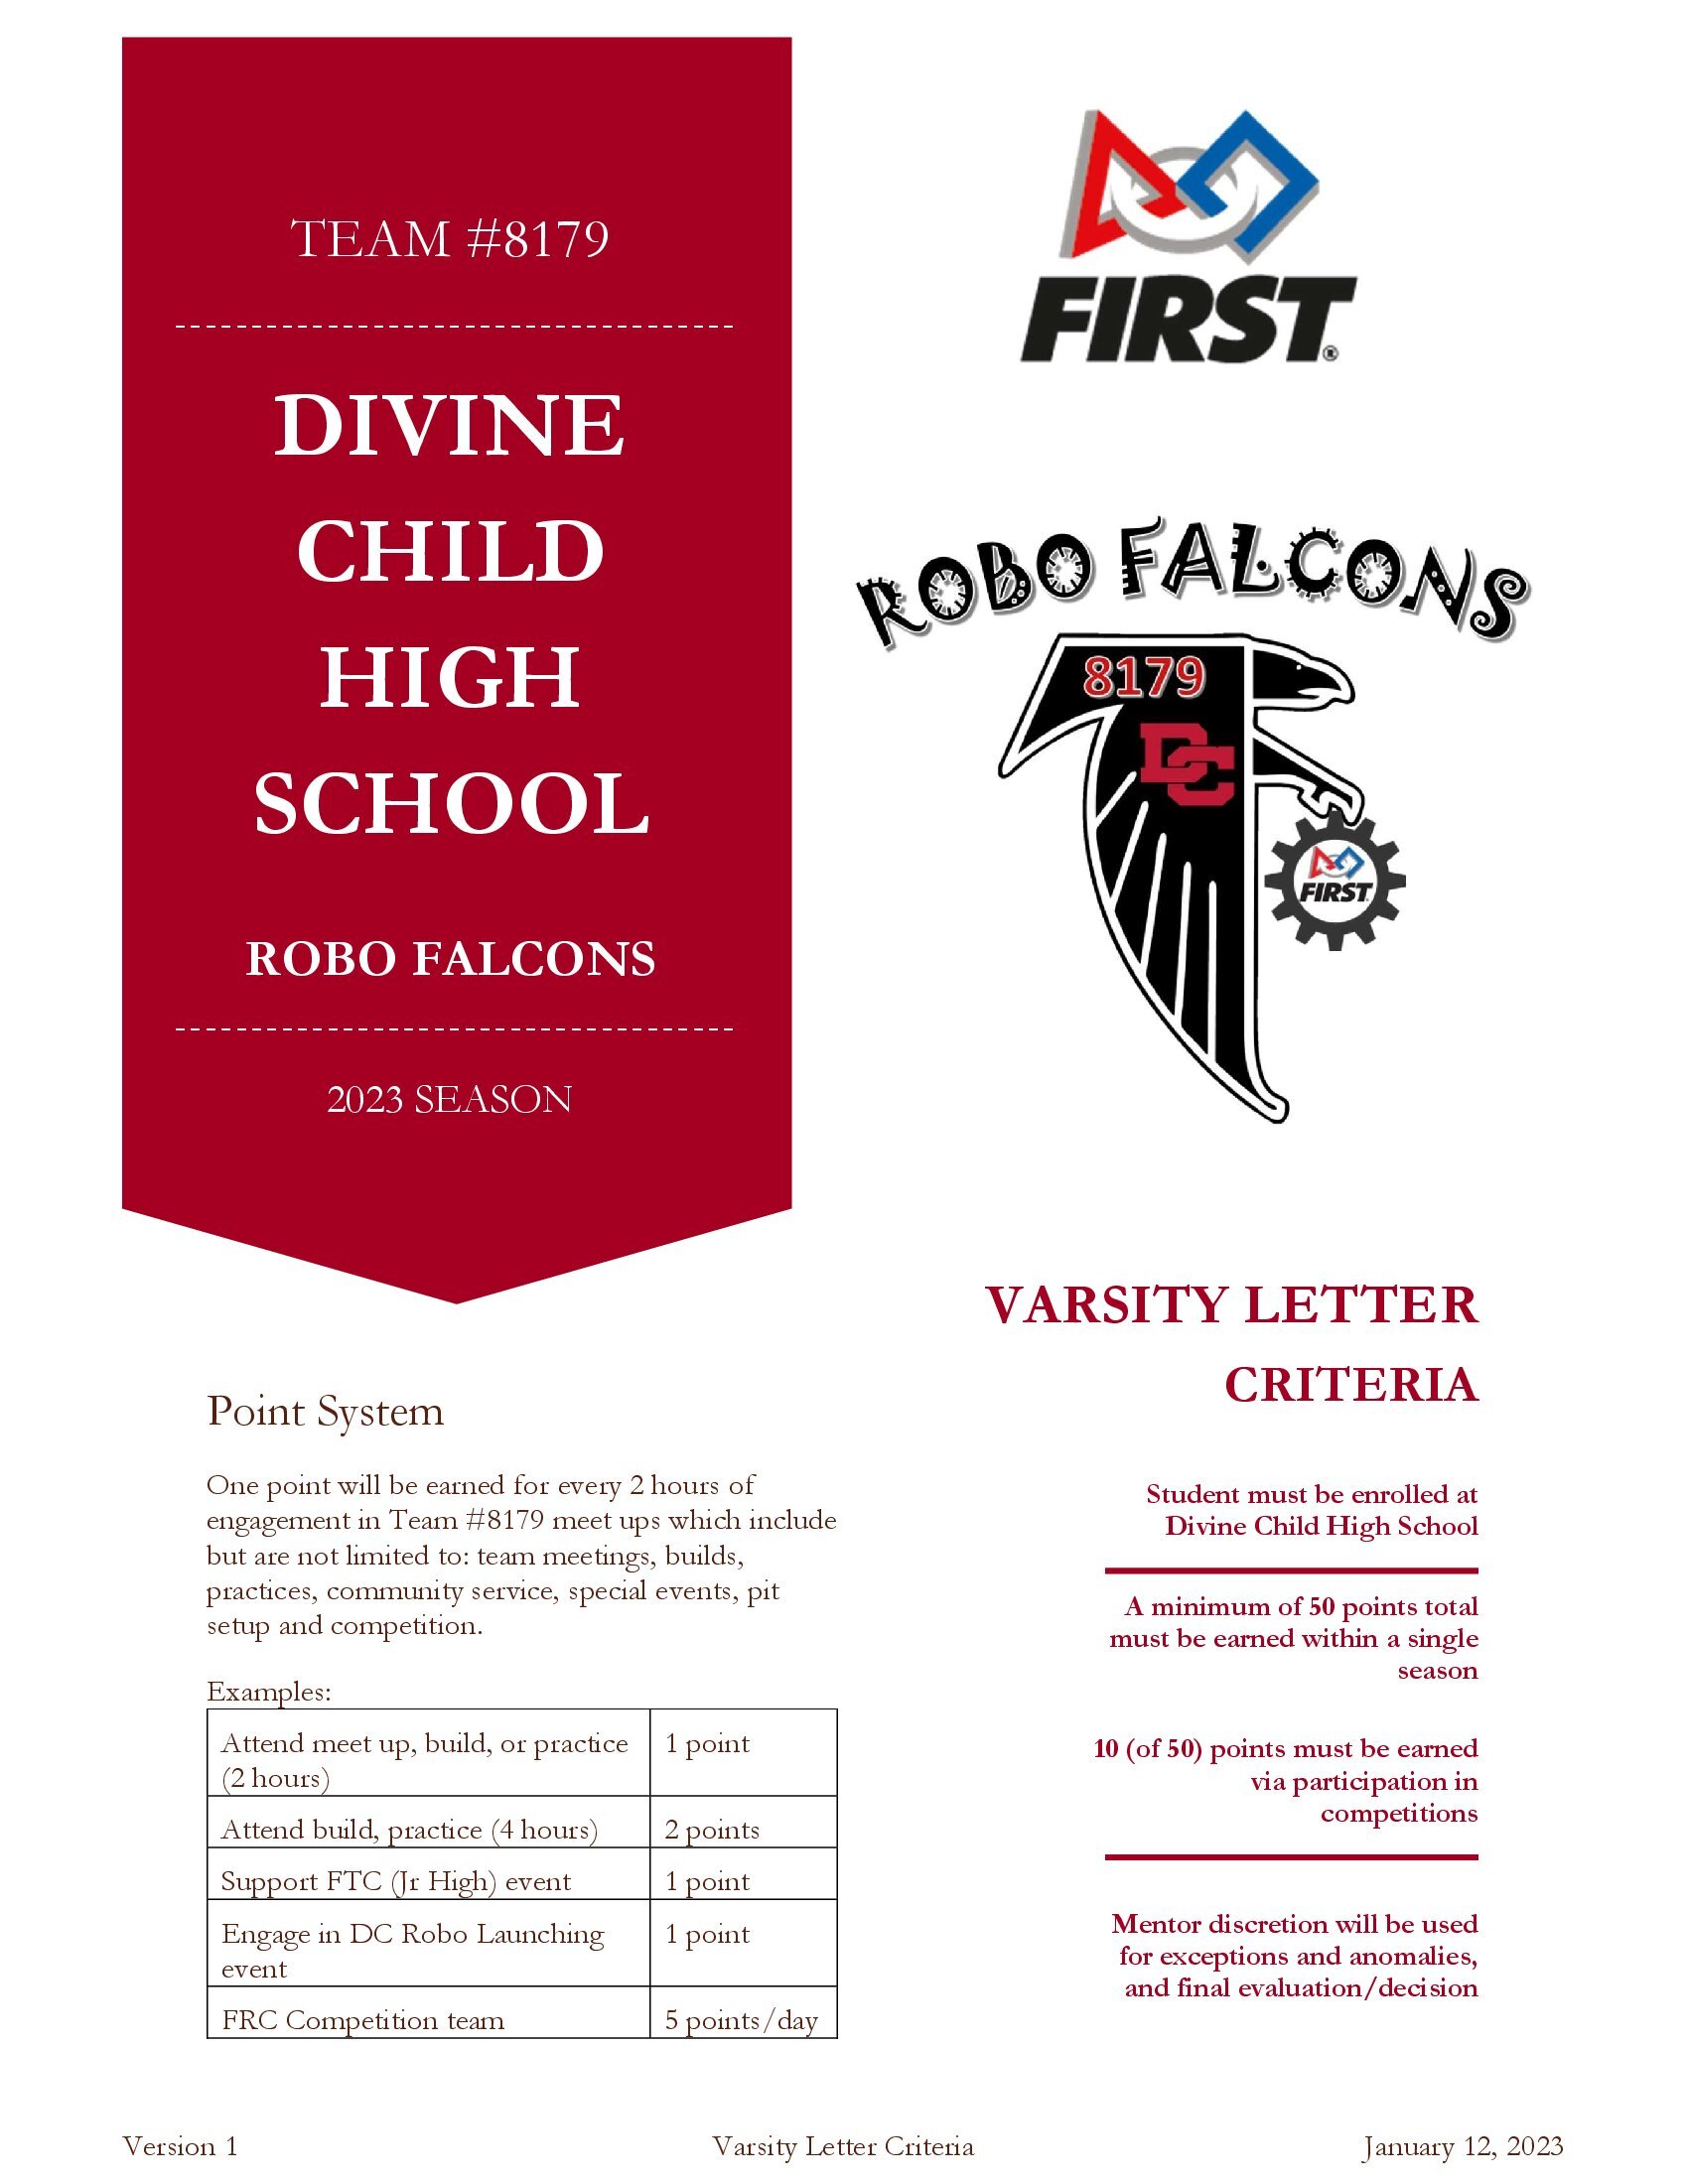 TEAM #8179
DIVINE
CHILD
HIGH
SCHOOL
ROBO FALCONS
2023 SEASON
FIRST®
ROBO FALCONS
8179
DC
FIRST
Point System
One point will be earned for every 2 hours of
engagement in Team #8179 meet ups which include
but are not limited to: team meetings, builds,
practices, community service, special events, pit
setup and competition.
Examples:
Attend meet up, build, or practice 1 point
(2 hours)
Attend build, practice (4 hours) 2 points
Support FTC (Jr High) event 1 point
Engage in DC Robo Launching 1 point
event
FRC Competition team 5 points/day
VARSITY LETTER
CRITERIA
Student must be enrolled at
Divine Child High School
A minimum of 50 points total
must be earned within a single
season
10 (of 50) points must be earned
via participation in
competitions
Mentor discretion will be used
for exceptions and anomalies,
and final evaluation/decision
Version 1 Varsity Letter Criteria January 12, 2023